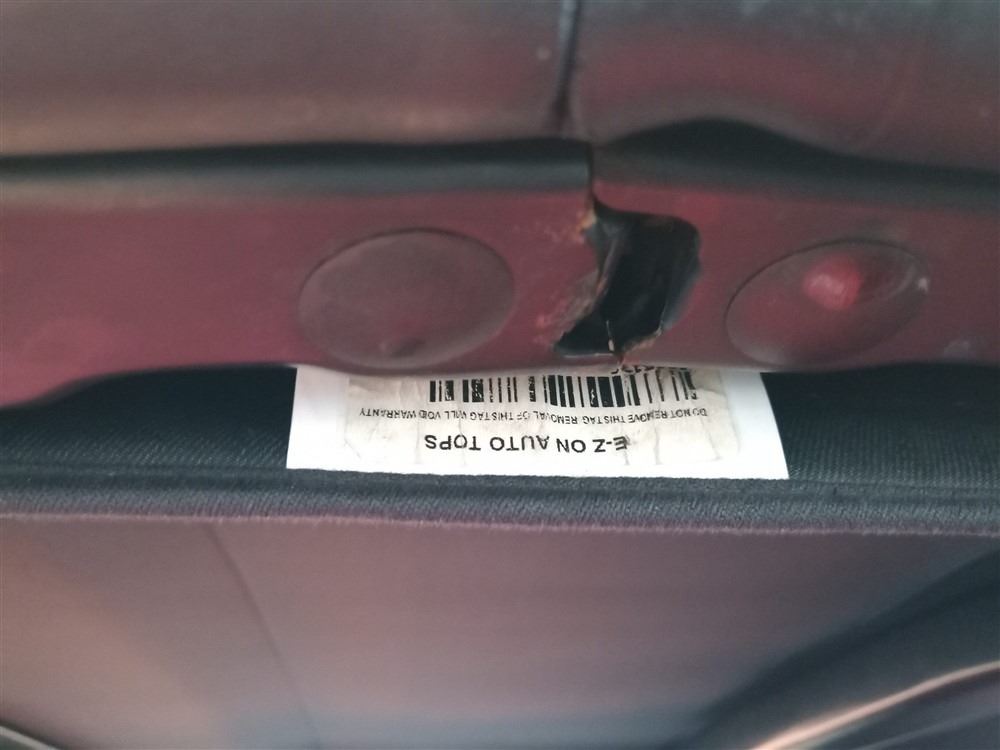 E-Z ON AUTO TOPS
DO NOT REMOVE THIS TAG REMOVAL OF THIS TAG WILL VOID WARRANTY